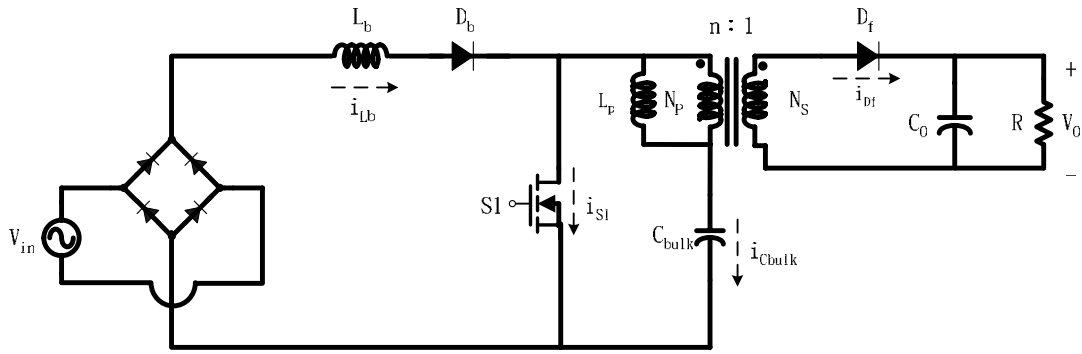 L_b
D_b
n : 1
D_f
i_Lb
L_p
N_P
N_S
i_Df
C_O
R
+
V_O
-
S1
i_S1
V_in
C_bulk
i_Cbulk